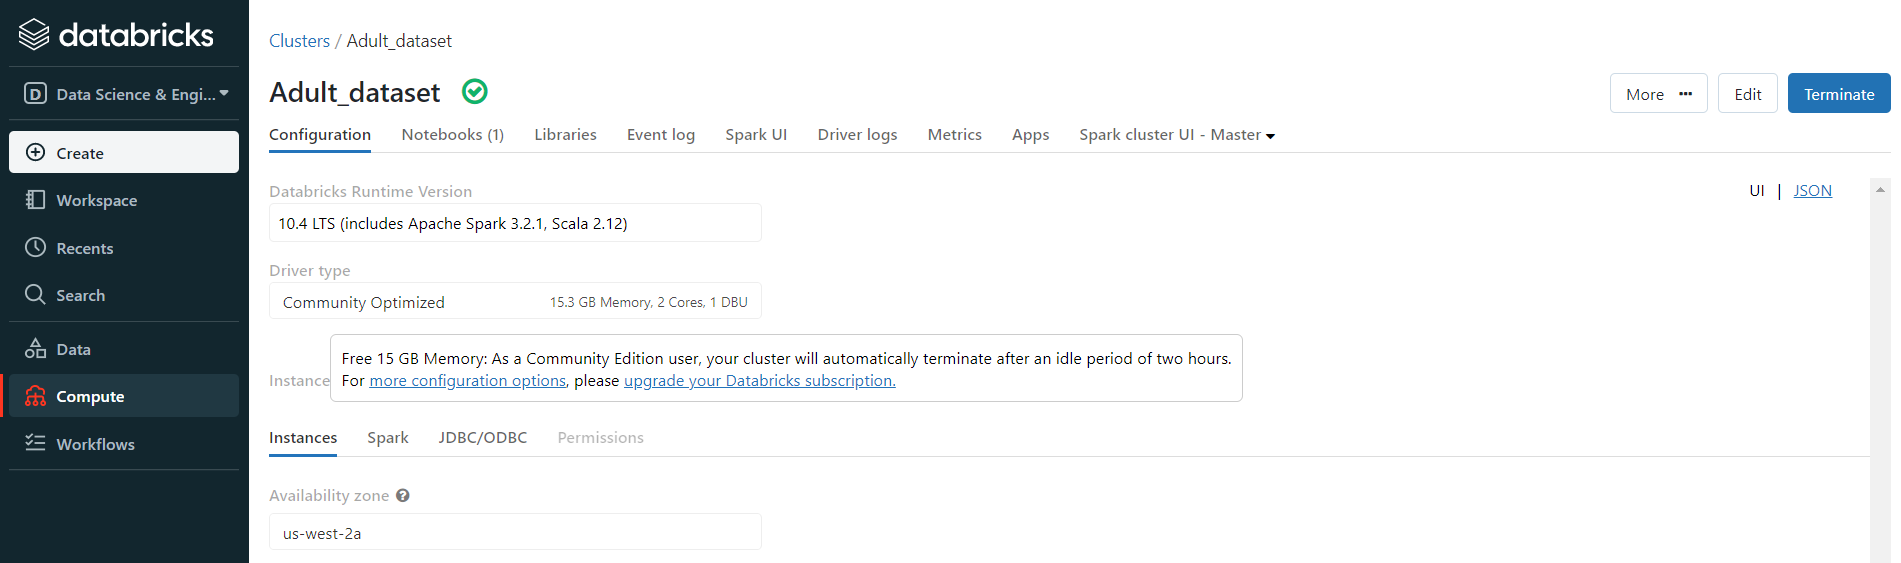 databricks
D Data Science & Engi...
Create
Workspace
Recents
Search
Data
Compute
Workflows
Clusters / Adult_dataset
Adult_dataset
More ··· Edit Terminate
Configuration Notebooks (1) Libraries Event log Spark UI Driver logs Metrics Apps Spark cluster UI - Master
Databricks Runtime Version
UI | JSON
10.4 LTS (includes Apache Spark 3.2.1, Scala 2.12)
Driver type
Community Optimized 15.3 GB Memory, 2 Cores, 1 DBU
Instance
Free 15 GB Memory: As a Community Edition user, your cluster will automatically terminate after an idle period of two hours.
For more configuration options, please upgrade your Databricks subscription.
Instances Spark JDBC/ODBC Permissions
Availability zone ?
us-west-2a